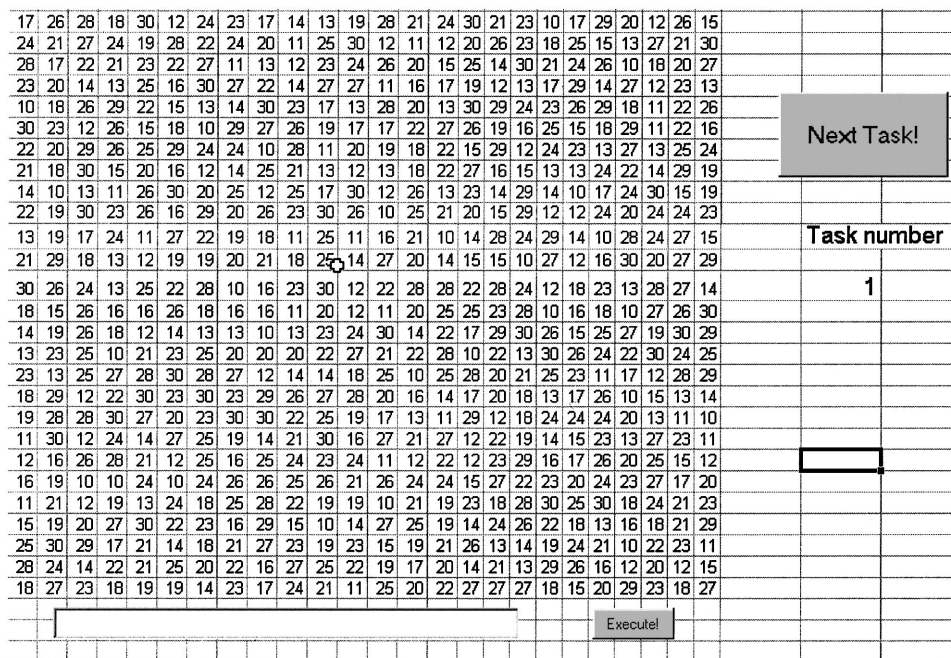 17 26 28 18 30 12 24 23 17 14 13 19 28 21 24 30 21 23 10 17 29 20 12 26 15
24 21 27 24 19 28 22 24 20 11 25 30 12 11 12 20 26 23 18 25 15 13 27 21 30
28 17 22 21 23 22 27 11 13 12 23 24 26 20 15 25 14 30 21 24 26 10 18 20 27
23 20 14 13 25 16 30 27 22 14 27 27 11 16 17 19 12 13 17 29 14 27 12 23 13
10 18 26 29 22 15 13 14 30 23 17 13 28 20 13 30 29 24 23 26 29 18 11 22 26
30 23 12 26 15 18 10 29 27 26 19 17 17 22 27 26 19 16 25 15 18 29 11 22 16
Next Task!
22 20 29 26 25 29 24 24 10 28 11 20 19 18 22 15 29 12 24 23 13 27 13 25 24
21 18 30 15 20 16 12 14 25 21 13 12 13 18 22 27 16 15 13 13 24 22 14 29 19
14 10 13 11 26 30 20 25 12 25 17 30 12 26 13 23 14 29 14 10 17 24 30 15 19
22 19 30 23 26 16 29 20 26 23 30 26 10 25 21 20 15 29 12 12 24 20 24 24 23
13 19 17 24 11 27 22 19 18 11 25 11 16 21 10 14 28 24 29 14 10 28 24 27 15
Task number
21 29 18 13 12 19 19 20 21 18 25 14 27 20 14 15 15 10 27 12 16 30 20 27 29
30 26 24 13 25 22 28 10 16 23 30 12 22 28 28 22 28 24 12 18 23 13 28 27 14
1
18 15 26 16 16 26 18 16 16 11 20 12 11 20 25 25 23 28 10 16 18 10 27 26 30
14 19 26 18 12 14 13 13 10 13 23 24 30 14 22 17 29 30 26 15 25 27 19 30 29
13 23 25 10 21 23 25 20 20 20 22 27 21 22 28 10 22 13 30 26 24 22 30 24 25
23 13 25 27 28 30 28 27 12 14 14 18 25 10 25 28 20 21 25 23 11 17 12 28 29
18 29 12 22 30 23 30 23 29 26 27 28 20 16 14 17 20 18 13 17 26 10 15 13 14
19 28 28 30 27 20 23 30 30 22 25 19 17 13 11 29 12 18 24 24 24 20 13 11 10
11 30 12 24 14 27 25 19 14 21 30 16 27 21 27 12 22 19 14 15 23 13 27 23 11
12 16 26 28 21 12 25 16 25 24 23 24 11 12 22 12 23 29 16 17 26 20 25 15 12
16 19 10 10 24 10 24 26 26 25 26 21 26 24 24 15 27 22 23 20 24 23 27 17 20
11 21 12 19 13 24 18 25 28 22 19 19 10 21 19 23 18 28 30 25 30 18 24 21 23
15 19 20 27 30 22 23 16 29 15 10 14 27 25 19 14 24 26 22 18 13 16 18 21 29
25 30 29 17 21 14 18 21 27 23 19 23 15 19 21 26 13 14 19 24 21 10 22 23 11
28 24 14 22 21 25 20 22 16 27 25 22 19 17 20 14 21 13 29 26 16 12 20 12 15
18 27 23 18 19 19 14 23 17 24 21 11 25 20 22 27 27 27 18 15 20 29 23 18 27
Execute!